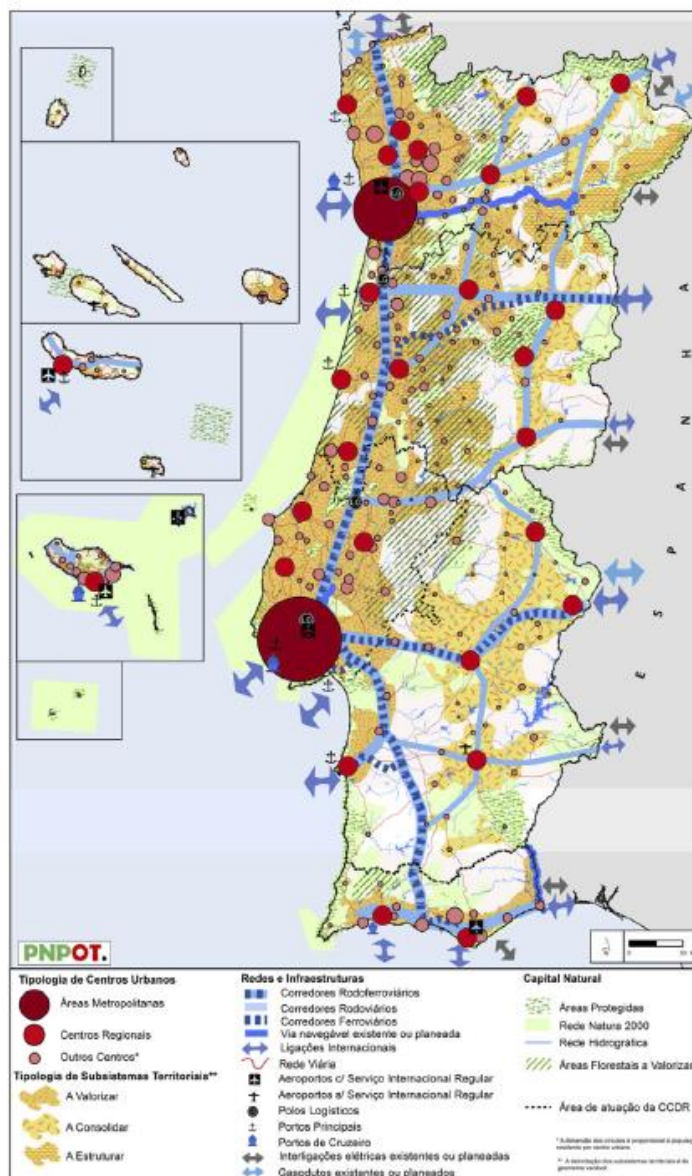 ESPANHA
PNPOT.
Tipologia de Centros Urbanos
Áreas Metropolitanas
Centros Regionais
Outros Centros*
Tipologia de Subsistemas Territoriais**
A Valorizar
A Consolidar
A Estruturar
Redes e Infraestruturas
Corredores Rodoferroviários
Corredores Rodoviários
Corredores Ferroviários
Via navegável existente ou planeada
Ligações Internacionais
Rede Viária
Aeroportos c/ Serviço Internacional Regular
Aeroportos s/ Serviço Internacional Regular
Polos Logísticos
Portos Principais
Portos de Cruzeiro
Interligações elétricas existentes ou planeadas
Gasodutos existentes ou planeados
Capital Natural
Áreas Protegidas
Rede Natura 2000
Rede Hidrográfica
Áreas Florestais a Valorizar
Área de atuação da CCDR